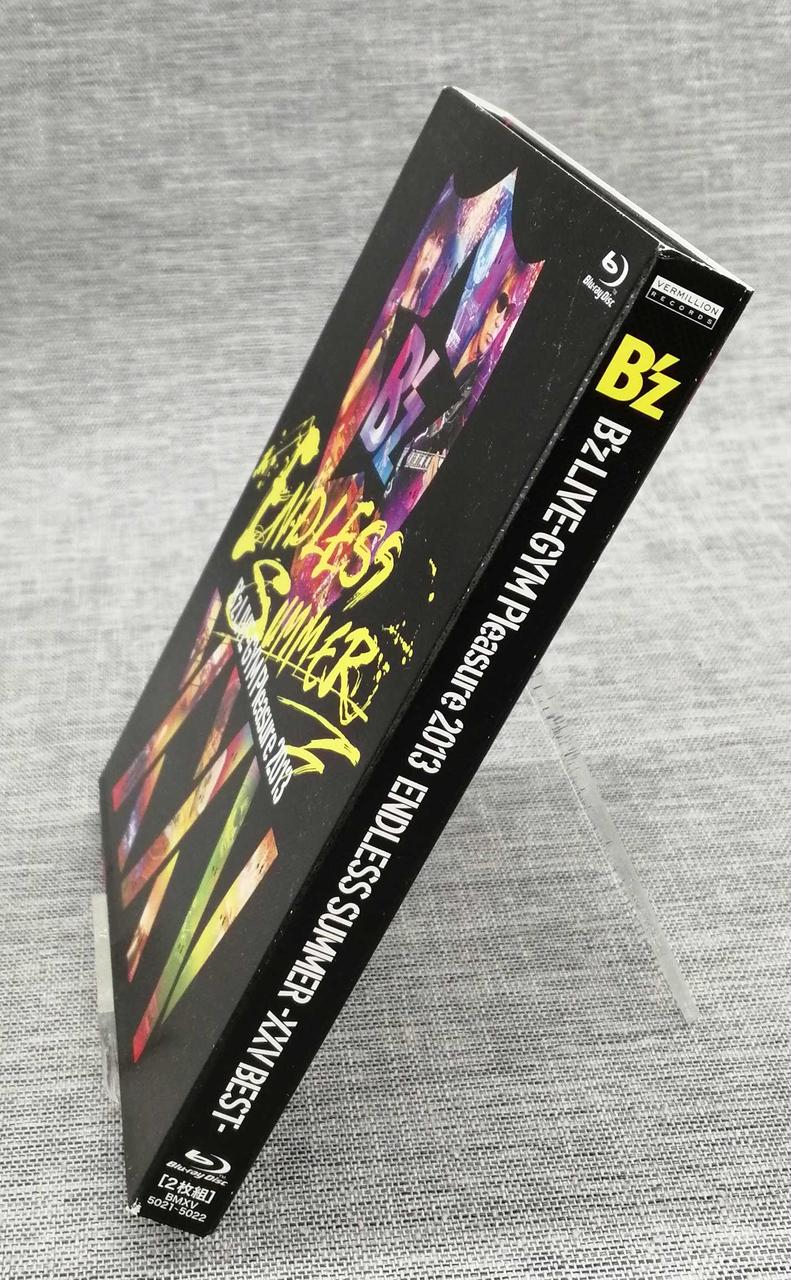 Blu-ray Disc
B'z
ENDLESS
SUMMER
B'z LIVE-GYM Pleasure 2013
XXV
VERMILLION
RECORDS
B'z
B'z LIVE-GYM Pleasure 2013 ENDLESS SUMMER -XXV BEST-
Blu-ray Disc
[2枚組]
BMXV
5021-5022